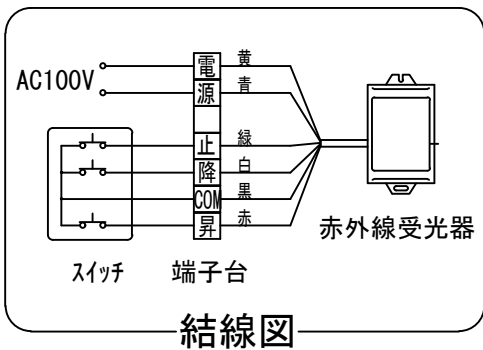 AC100V
電 黄
源 青
止 緑
降 白
COM 黒
昇 赤
赤外線受光器
スイッチ 端子台
結線図